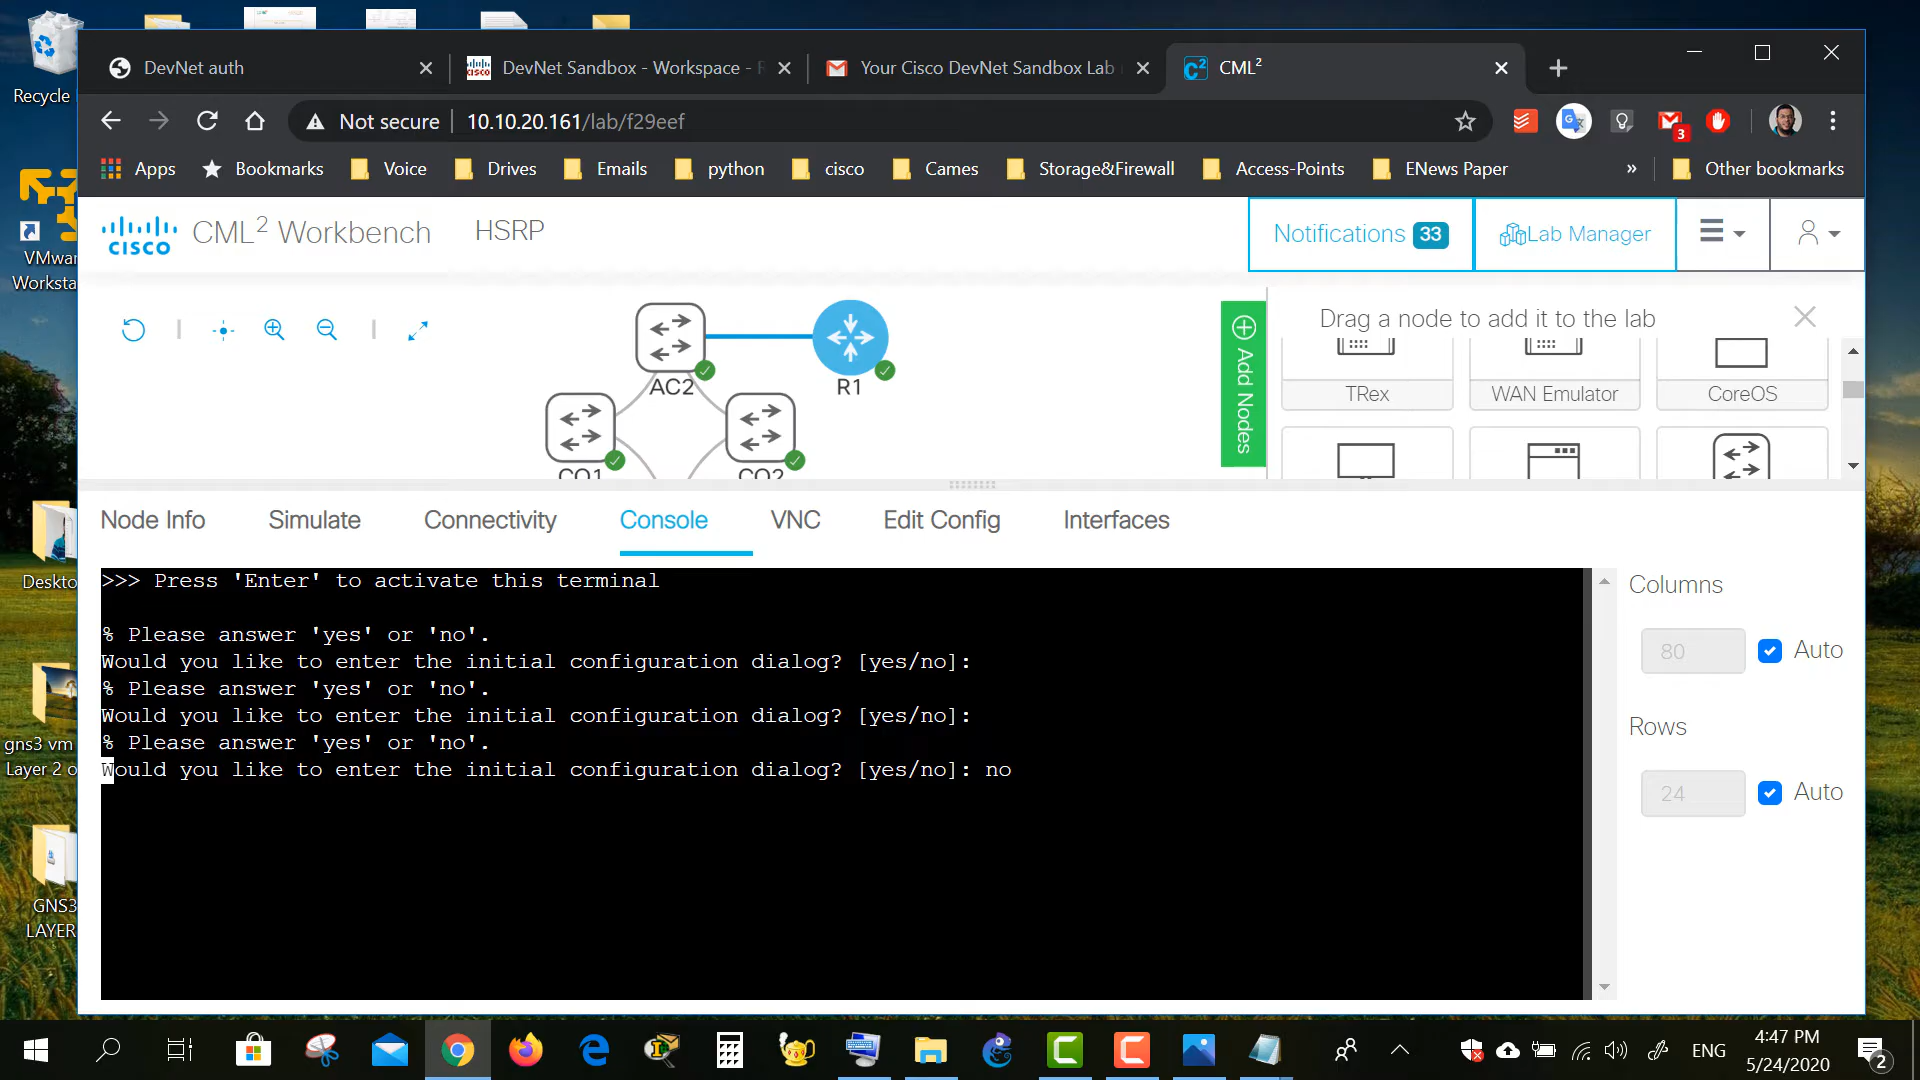 DevNet auth
DevNet Sandbox - Workspace -
Your Cisco DevNet Sandbox Lab
CML²
Recycle
Not secure
10.10.20.161/lab/f29eef
3
Apps
Bookmarks
Voice
Drives
Emails
python
cisco
Cames
Storage&Firewall
Access-Points
ENews Paper
»
Other bookmarks
CISCO
CML² Workbench
HSRP
Notifications 33
Lab Manager
VMwar
Worksta
AC2
R1
CO1
CO2
Add Nodes
Drag a node to add it to the lab
TRex
WAN Emulator
CoreOS
Node Info
Simulate
Connectivity
Console
VNC
Edit Config
Interfaces
>>> Press 'Enter' to activate this terminal
% Please answer 'yes' or 'no'.
Would you like to enter the initial configuration dialog? [yes/no]:
% Please answer 'yes' or 'no'.
Would you like to enter the initial configuration dialog? [yes/no]:
% Please answer 'yes' or 'no'.
Would you like to enter the initial configuration dialog? [yes/no]: no
Columns
80
Auto
Rows
24
Auto
Deskto
gns3 vm
Layer 2 o
GNS3
LAYER
ENG
4:47 PM
5/24/2020
2